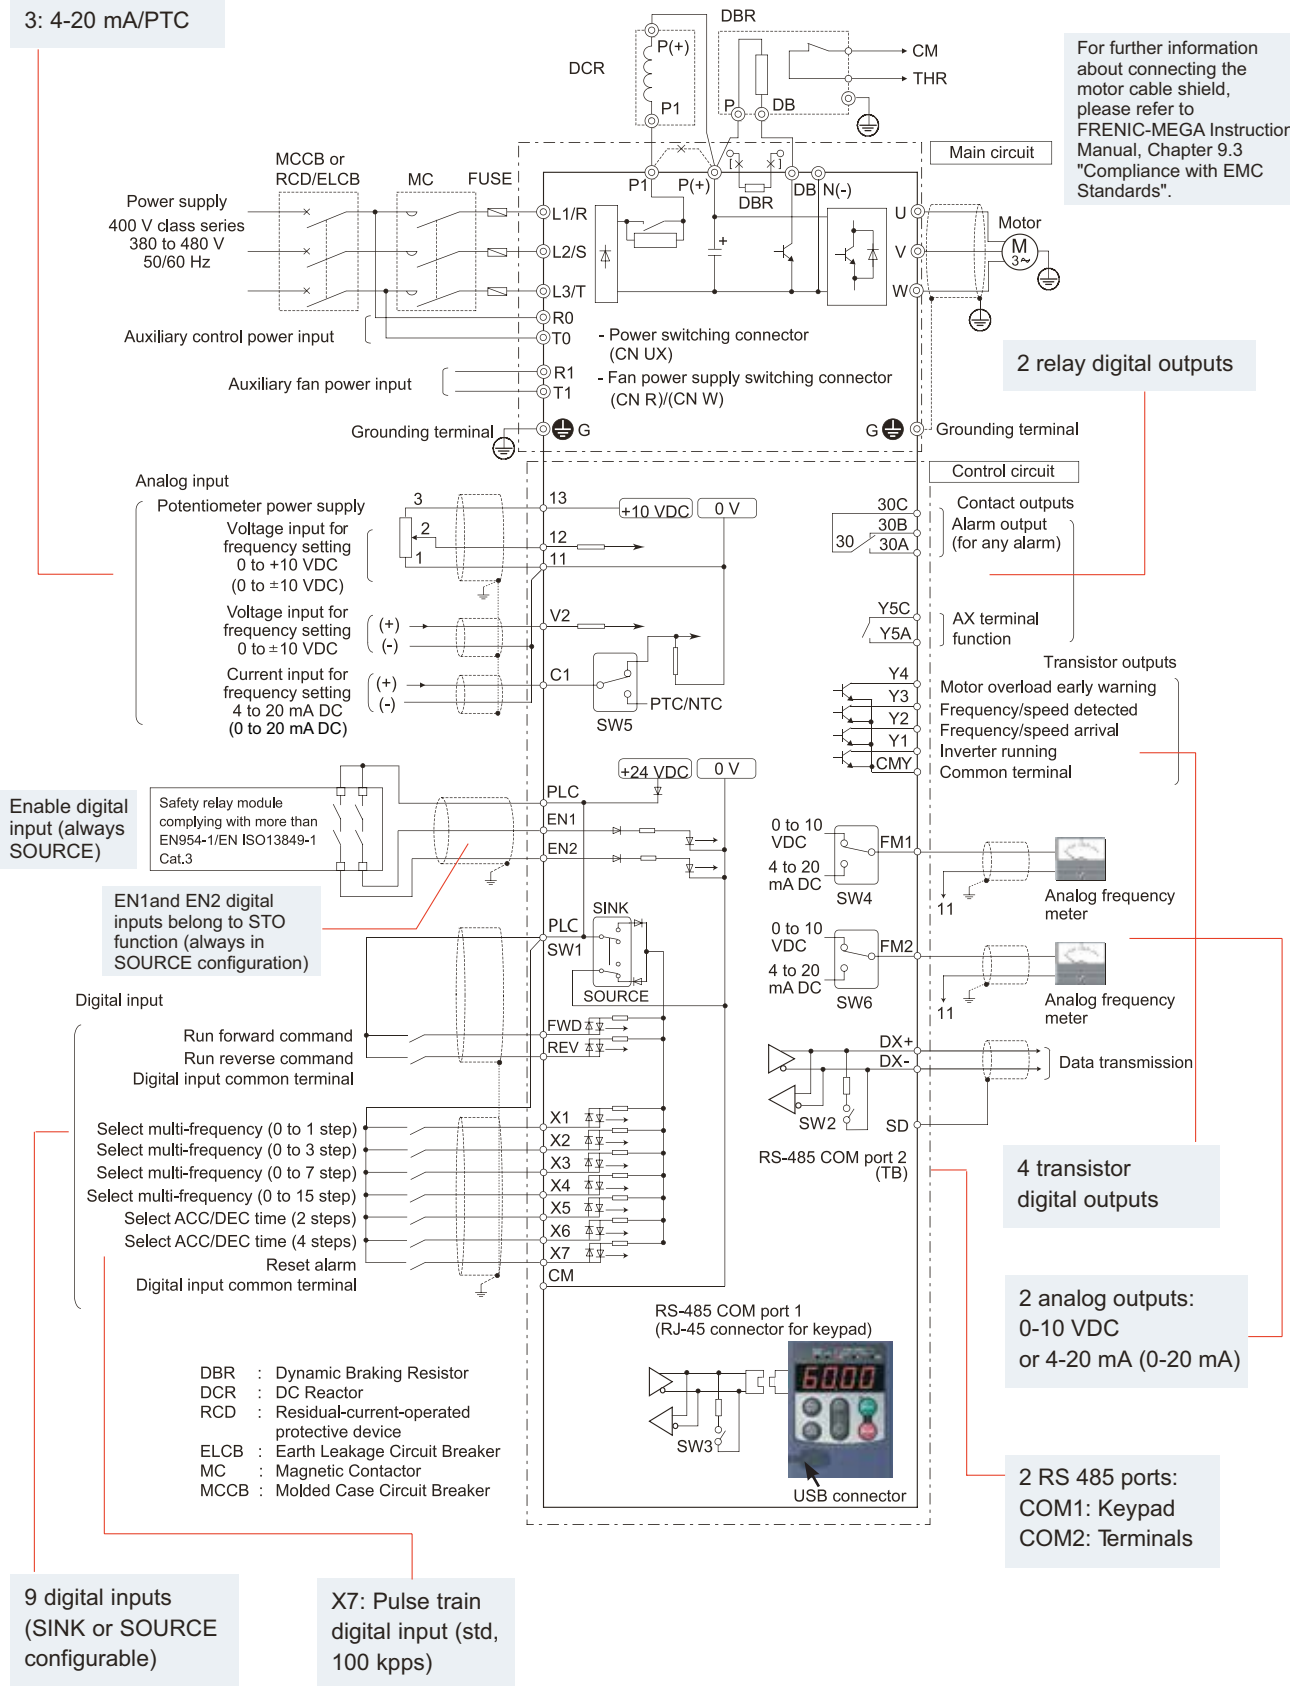 3: 4-20 mA/PTC
DBR
P(+)
DCR
P1
CM
THR
P
DB
For further information
about connecting the
motor cable shield,
please refer to
FRENIC-MEGA Instruction
Manual, Chapter 9.3
"Compliance with EMC
Standards".
Main circuit
MCCB or
RCD/ELCB
MC
FUSE
P1
P(+)
DBR
DB
N(-)
Power supply
400 V class series
380 to 480 V
50/60 Hz
L1/R
L2/S
L3/T
R0
T0
R1
T1
+
U
V
W
Motor
M
3~
Auxiliary control power input
Auxiliary fan power input
- Power switching connector
(CN UX)
- Fan power supply switching connector
(CN R)/(CN W)
2 relay digital outputs
Grounding terminal
G
G
Grounding terminal
Control circuit
Analog input
Potentiometer power supply
Voltage input for
frequency setting
0 to +10 VDC
(0 to ±10 VDC)
3
2
1
13
12
11
+10 VDC
0 V
Voltage input for
frequency setting
0 to ±10 VDC
(+)
(-)
V2
Current input for
frequency setting
4 to 20 mA DC
(0 to 20 mA DC)
(+)
(-)
C1
PTC/NTC
SW5
30C
30B
30A
30
Contact outputs
Alarm output
(for any alarm)
Y5C
Y5A
AX terminal
function
Transistor outputs
Y4
Y3
Y2
Y1
CMY
Motor overload early warning
Frequency/speed detected
Frequency/speed arrival
Inverter running
Common terminal
Enable digital
input (always
SOURCE)
Safety relay module
complying with more than
EN954-1/EN ISO13849-1
Cat.3
PLC
EN1
EN2
+24 VDC
0 V
EN1and EN2 digital
inputs belong to STO
function (always in
SOURCE configuration)
0 to 10
VDC
4 to 20
mA DC
FM1
SW4
11
Analog frequency
meter
0 to 10
VDC
4 to 20
mA DC
FM2
SW6
11
Analog frequency
meter
PLC
SW1
SINK
SOURCE
Digital input
Run forward command
Run reverse command
Digital input common terminal
FWD
REV
DX+
DX-
Data transmission
SW2
SD
RS-485 COM port 2
(TB)
Select multi-frequency (0 to 1 step)
Select multi-frequency (0 to 3 step)
Select multi-frequency (0 to 7 step)
Select multi-frequency (0 to 15 step)
Select ACC/DEC time (2 steps)
Select ACC/DEC time (4 steps)
Reset alarm
Digital input common terminal
X1
X2
X3
X4
X5
X6
X7
CM
4 transistor
digital outputs
2 analog outputs:
0-10 VDC
or 4-20 mA (0-20 mA)
RS-485 COM port 1
(RJ-45 connector for keypad)
60.00
SW3
USB connector
DBR : Dynamic Braking Resistor
DCR : DC Reactor
RCD : Residual-current-operated
protective device
ELCB : Earth Leakage Circuit Breaker
MC : Magnetic Contactor
MCCB : Molded Case Circuit Breaker
2 RS 485 ports:
COM1: Keypad
COM2: Terminals
9 digital inputs
(SINK or SOURCE
configurable)
X7: Pulse train
digital input (std,
100 kpps)